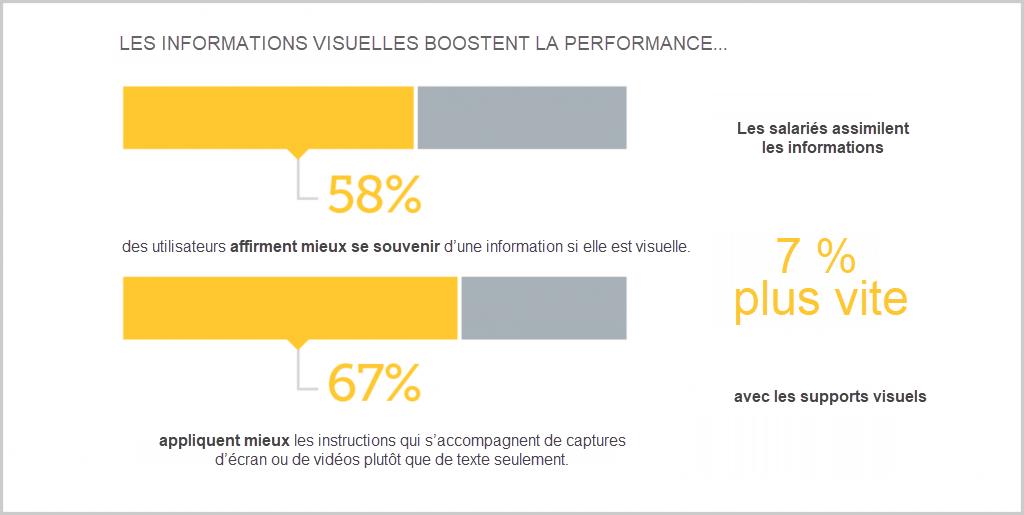 LES INFORMATIONS VISUELLES BOOSTENT LA PERFORMANCE...
58%
des utilisateurs affirment mieux se souvenir d’une information si elle est visuelle.
67%
appliquent mieux les instructions qui s’accompagnent de captures
d’écran ou de vidéos plutôt que de texte seulement.
Les salariés assimilent
les informations
7 %
plus vite
avec les supports visuels